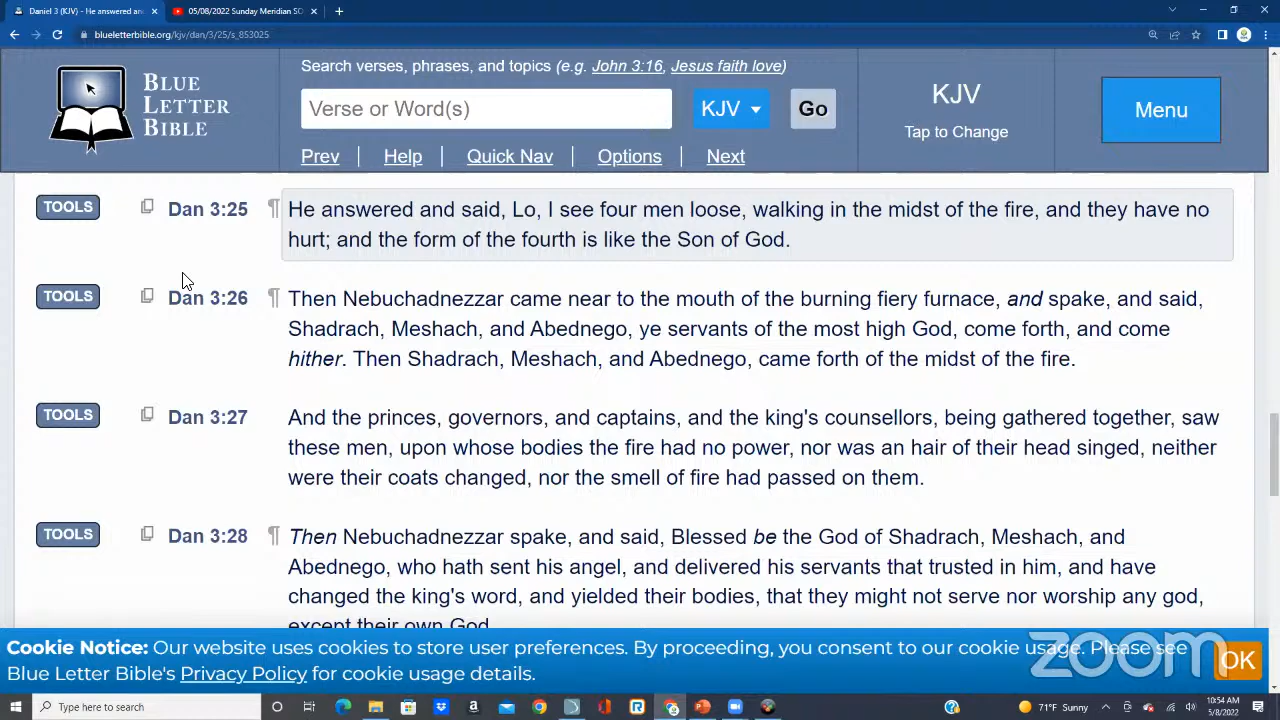 Daniel 3 (KJV) - He answered an
05/08/2022 Sunday Meridian SO
blueletterbible.org/kjv/dan/3/25/s_853025
BLUE
LETTER
BIBLE
Search verses, phrases, and topics (e.g. John 3:16, Jesus faith love)
Verse or Word(s)
KJV
Go
Prev | Help | Quick Nav | Options | Next
KJV
Tap to Change
Menu
TOOLS Dan 3:25 ¶ He answered and said, Lo, I see four men loose, walking in the midst of the fire, and they have no
hurt; and the form of the fourth is like the Son of God.
TOOLS Dan 3:26 ¶ Then Nebuchadnezzar came near to the mouth of the burning fiery furnace, and spake, and said,
Shadrach, Meshach, and Abednego, ye servants of the most high God, come forth, and come
hither. Then Shadrach, Meshach, and Abednego, came forth of the midst of the fire.
TOOLS Dan 3:27 And the princes, governors, and captains, and the king's counsellors, being gathered together, saw
these men, upon whose bodies the fire had no power, nor was an hair of their head singed, neither
were their coats changed, nor the smell of fire had passed on them.
TOOLS Dan 3:28 ¶ Then Nebuchadnezzar spake, and said, Blessed be the God of Shadrach, Meshach, and
Abednego, who hath sent his angel, and delivered his servants that trusted in him, and have
changed the king's word, and yielded their bodies, that they might not serve nor worship any god,
except their own God
Cookie Notice: Our website uses cookies to store user preferences. By proceeding, you consent to our cookie usage. Please see
Blue Letter Bible's Privacy Policy for cookie usage details.
OK
zoom
Type here to search
71°F Sunny
10:54 AM
5/8/2022